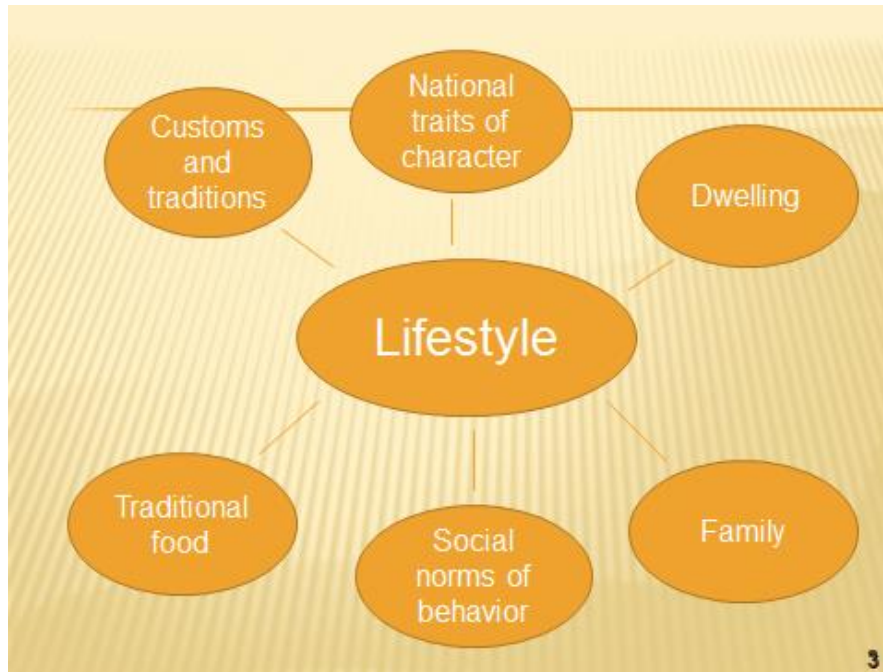 National
traits of
character
Customs
and
traditions
Dwelling
Lifestyle
Traditional
food
Social
norms of
behavior
Family
3